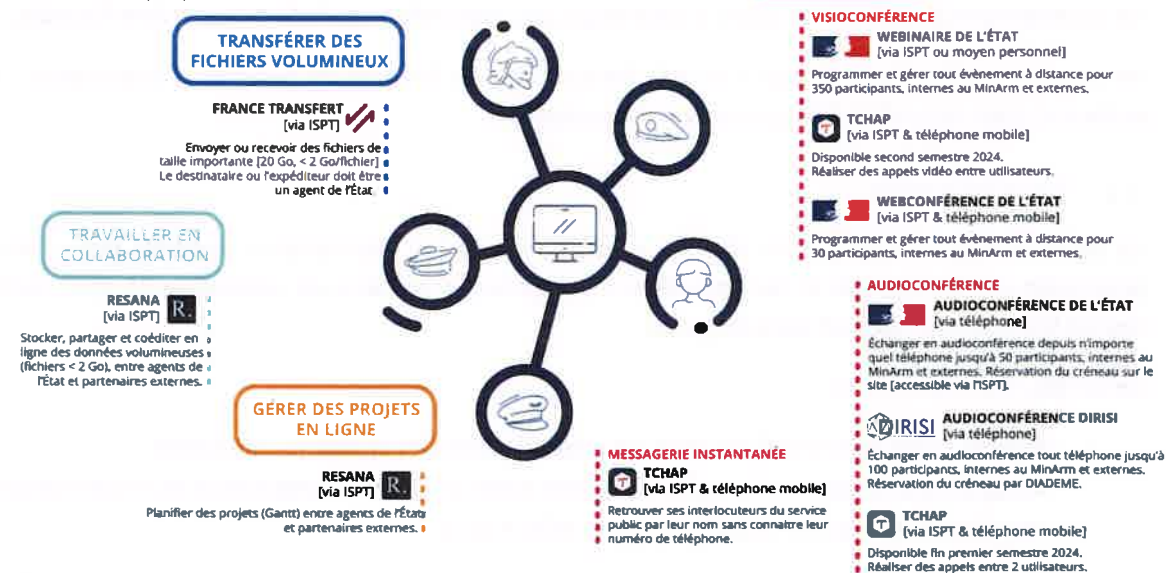 TRANSFÉRER DES
FICHIERS VOLUMINEUX
FRANCE TRANSFERT
[via ISPT]
Envoyer ou recevoir des fichiers de
taille importante [20 Go, < 2 Go/fichier]
Le destinataire ou l'expéditeur doit être
un agent de l'État
TRAVAILLER EN
COLLABORATION
RESANA
[via ISPT]
R.
Stocker, partager et coéditer en
ligne des données volumineuses
(fichiers < 2 Go), entre agents de
l'État et partenaires externes.
GÉRER DES PROJETS
EN LIGNE
RESANA
[via ISPT]
R.
Planifier des projets (Gantt) entre agents de l'État
et partenaires externes.
MESSAGERIE INSTANTANÉE
TCHAP
[via ISPT & téléphone mobile]
Retrouver ses interlocuteurs du service
public par leur nom sans connaitre leur
numéro de téléphone.
VISIOCONFÉRENCE
WEBINAIRE DE L'ÉTAT
[via ISPT ou moyen personnel]
Programmer et gérer tout évènement à distance pour
350 participants, internes au MinArm et externes.
TCHAP
[via ISPT & téléphone mobile]
Disponible second semestre 2024.
Réaliser des appels vidéo entre utilisateurs.
WEBCONFÉRENCE DE L'ÉTAT
[via ISPT & téléphone mobile]
Programmer et gérer tout évènement à distance pour
30 participants, internes au MinArm et externes.
AUDIOCONFÉRENCE
AUDIOCONFÉRENCE DE L'ÉTAT
[via téléphone]
Échanger en audioconférence depuis n'importe
quel téléphone jusqu'à 50 participants, internes au
MinArm et externes. Réservation du créneau sur le
site [accessible via l'ISPT].
DIRISI
AUDIOCONFÉRENCE DIRISI
[via téléphone]
Échanger en audioconférence tout téléphone jusqu'à
100 participants, internes au MinArm et externes.
Réservation du créneau par DIADEME.
TCHAP
[via ISPT & téléphone mobile]
Disponible fin premier semestre 2024.
Réaliser des appels entre 2 utilisateurs.